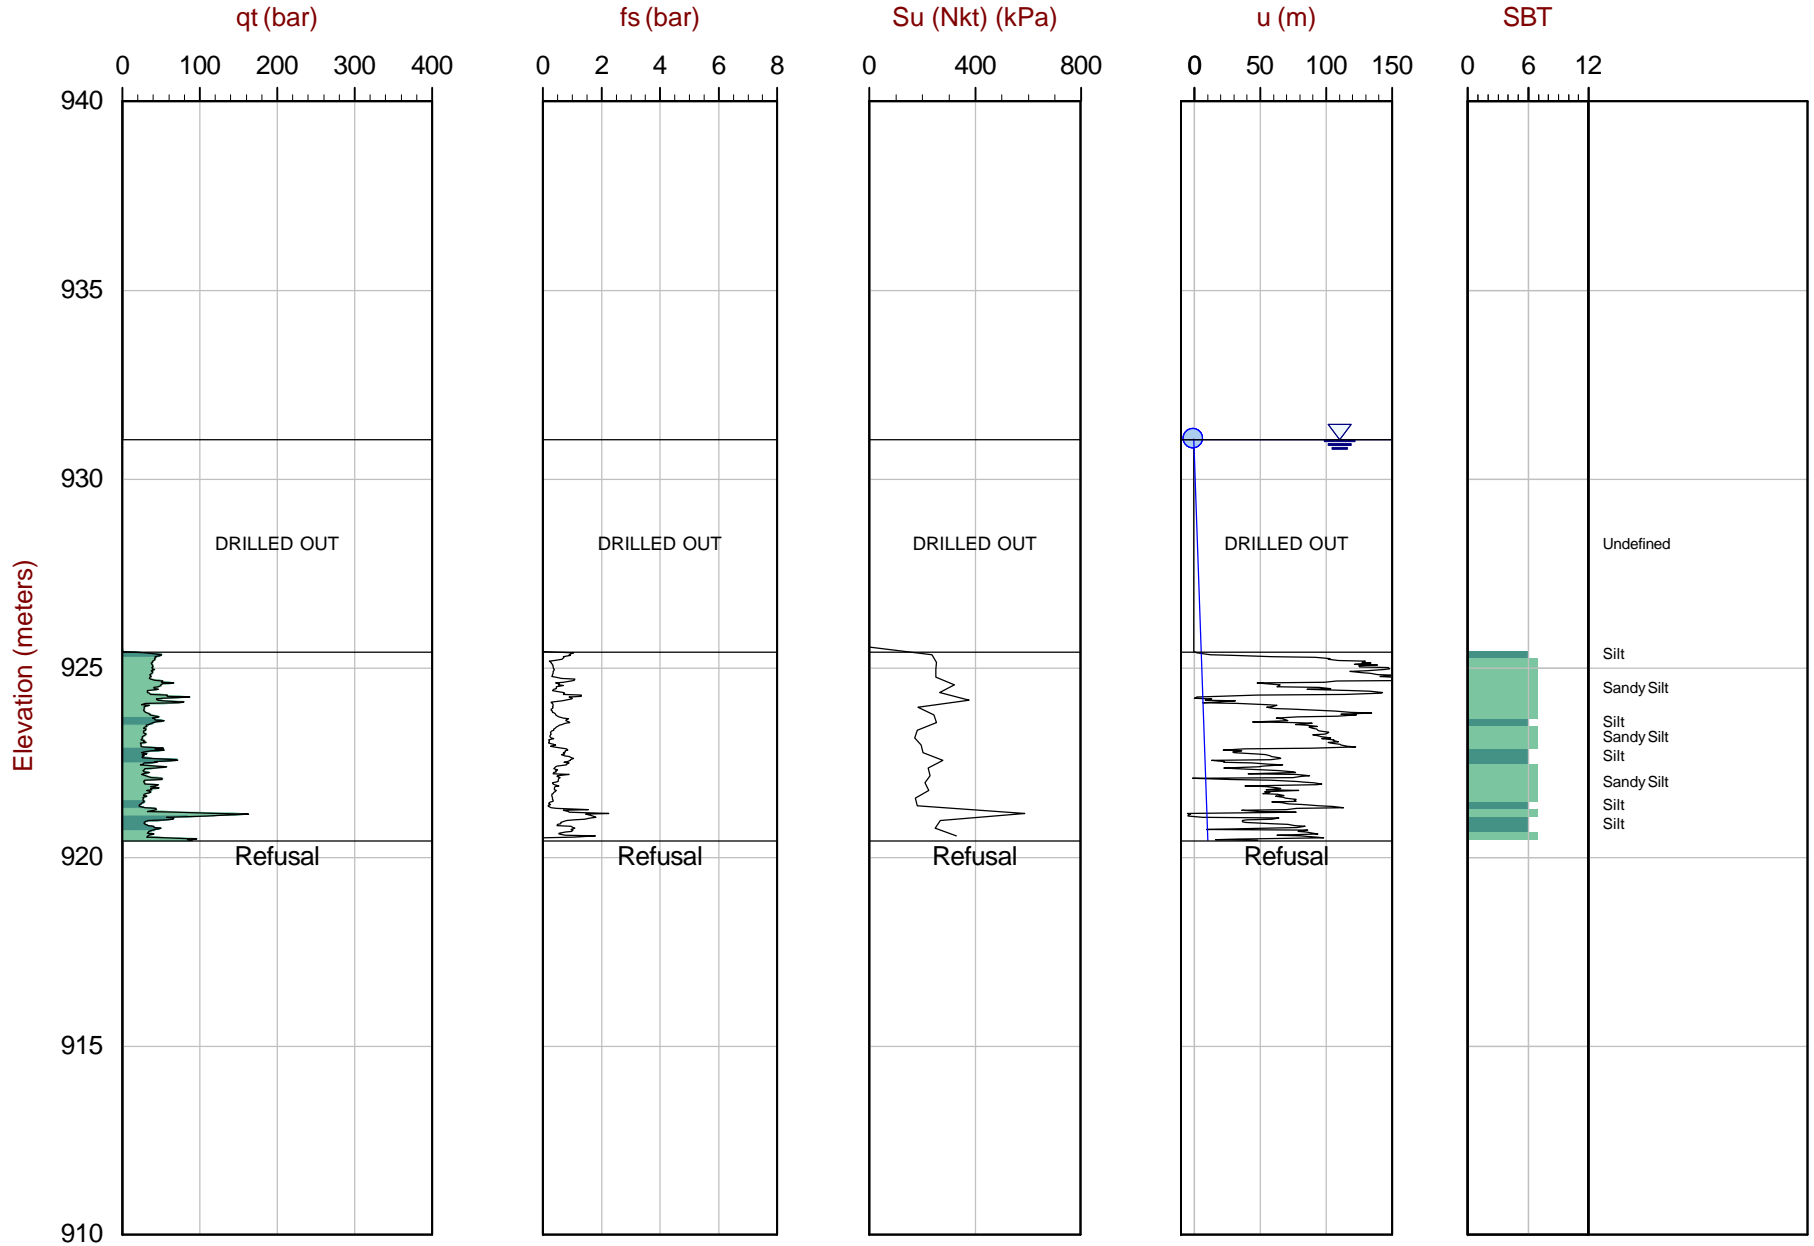 qt (bar) fs (bar) Su (Nkt) (kPa) u (m) SBT
0 100 200 300 400 0 2 4 6 8 0 400 800 0 50 100 150 0 6 12
940
935
930
DRILLED OUT DRILLED OUT DRILLED OUT DRILLED OUT Undefined
Elevation (meters)
925
Silt
Sandy Silt
Silt
Sandy Silt
Silt
Sandy Silt
Silt
Silt
920
Refusal Refusal Refusal Refusal
915
910